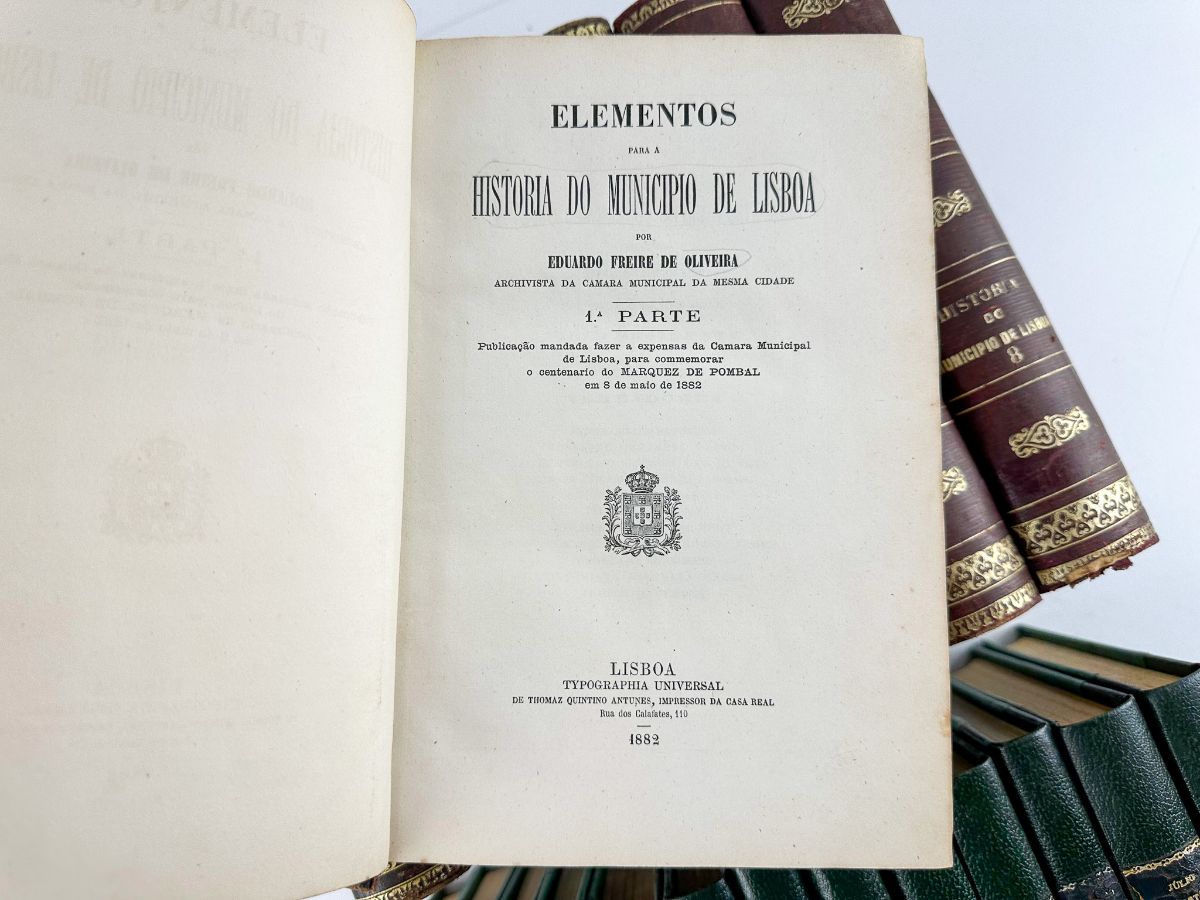 ELEMENTOS
PARA A
HISTORIA DO MUNICIPIO DE LISBOA
POR
EDUARDO FREIRE DE OLIVEIRA
ARCHIVISTA DA CAMARA MUNICIPAL DA MESMA CIDADE
1.ª PARTE
Publicação mandada fazer a expensas da Camara Municipal
de Lisboa, para commemorar
o centenario do MARQUEZ DE POMBAL
em 8 de maio de 1882
LISBOA
TYPOGRAPHIA UNIVERSAL
DE THOMAZ QUINTINO ANTUNES, IMPRESSOR DA CASA REAL
Rua dos Calafates, 110
1882
HISTORIA
DO
MUNICIPIO DE LISBOA
8
JÚLIO